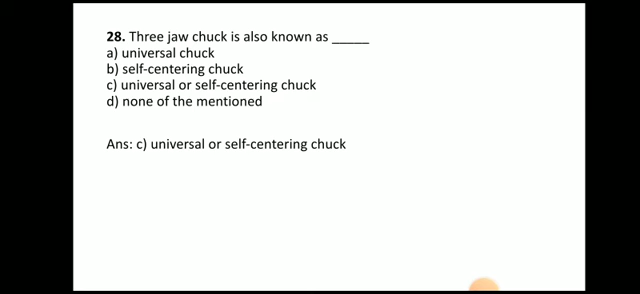 28. Three jaw chuck is also known as _____
a) universal chuck
b) self-centering chuck
c) universal or self-centering chuck
d) none of the mentioned
Ans: c) universal or self-centering chuck